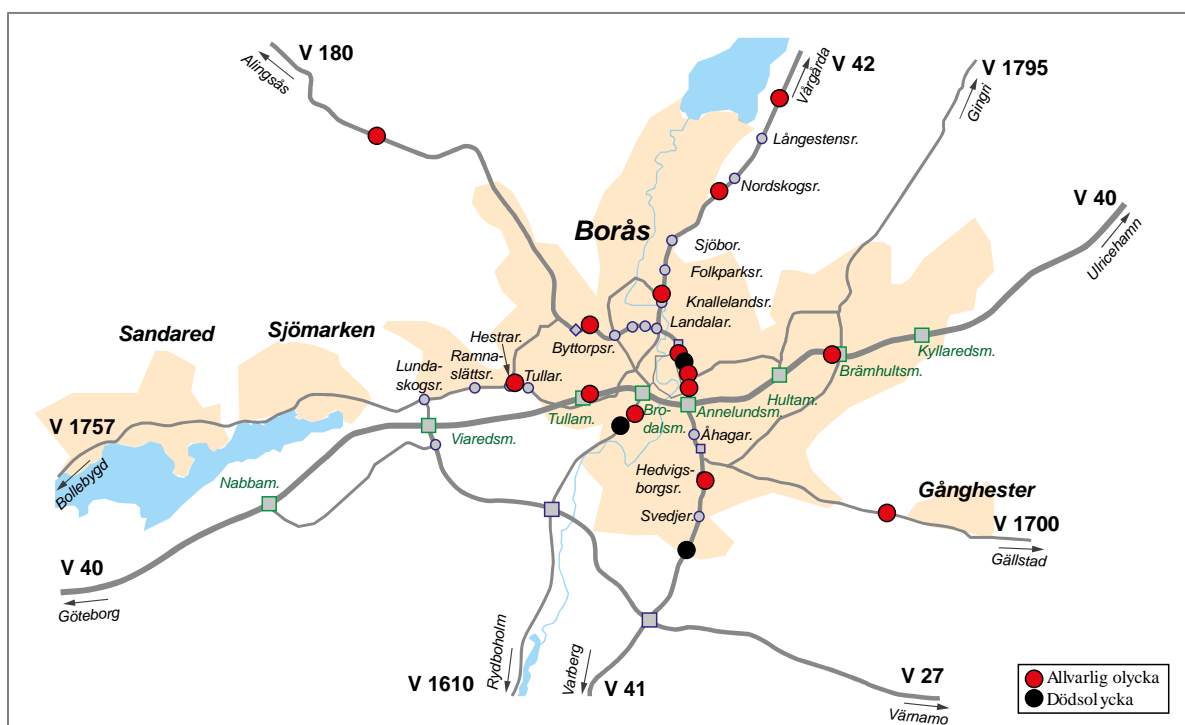 V 180
Alingsås
V 42
Vårgårda
V 1795
Gingri
Långestensr.
Nordskogsr.
V 40
Ulricehamn
Borås
Sjöbor.
Folkparksr.
Knallelandsr.
Landalar.
Sandared
Sjömarken
Hestrar.
Ramna-
slättsr.
Byttorpsr.
Lunda-
skogsr.
Tullar.
Kyllaredsm.
Brämhultsm.
Hultam.
Annelundsm.
Tullam.
Bro-
dalsm.
Viaredsm.
V 1757
Bollebygd
Åhagar.
Nabbam.
Hedvigs-
borgsr.
Gånghester
Svedjer.
V 1700
Gällstad
V 40
Göteborg
Rydboholm
V 1610
Varberg
V 41
V 27
Värnamo
Allvarlig olycka
Dödsolycka